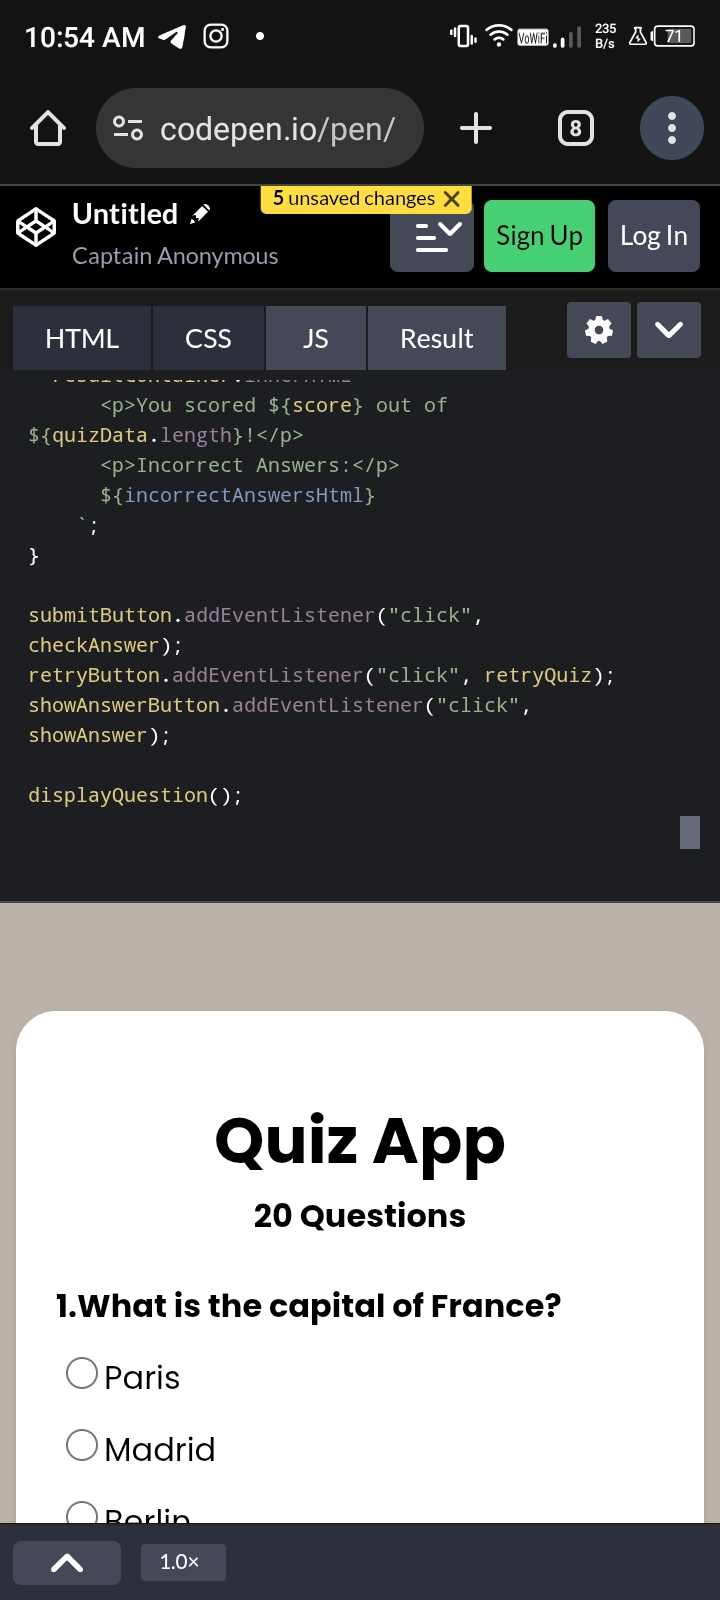 10:54 AM
VoWiFi
235
B/s
71
codepen.io/pen/
8
5 unsaved changes
Untitled
Captain Anonymous
Sign Up
Log In
HTML
CSS
JS
Result
<p>You scored ${score} out of
${quizData.length}!</p>
<p>Incorrect Answers:</p>
${incorrectAnswersHtml}
`;
}
submitButton.addEventListener("click",
checkAnswer);
retryButton.addEventListener("click", retryQuiz);
showAnswerButton.addEventListener("click",
showAnswer);
displayQuestion();
Quiz App
20 Questions
1.What is the capital of France?
Paris
Madrid
Berlin
1.0×